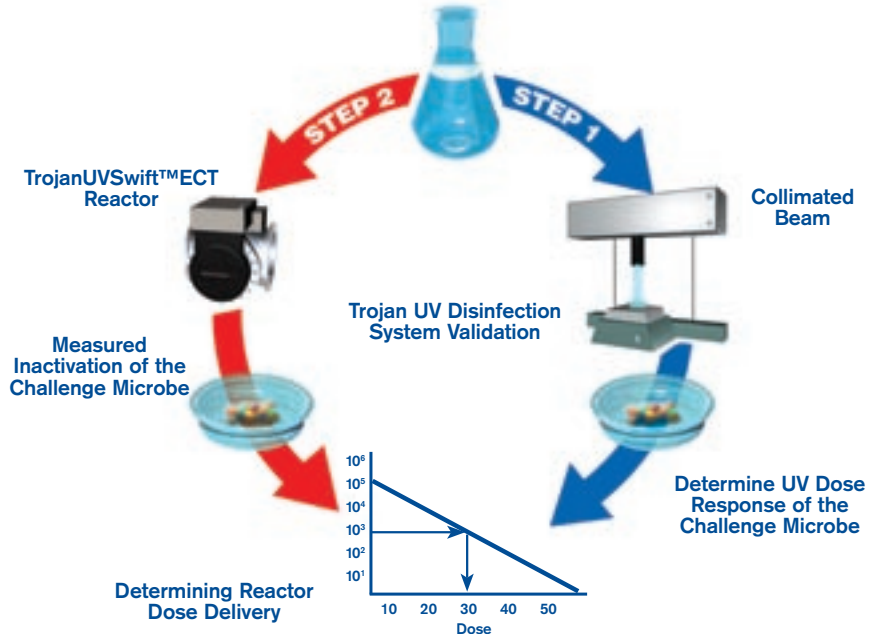 STEP 2
STEP 1
TrojanUVSwift™ECT
Reactor
Collimated
Beam
Trojan UV Disinfection
System Validation
Measured
Inactivation of the
Challenge Microbe
Determine UV Dose
Response of the
Challenge Microbe
10⁶
10⁵
10⁴
10³
10²
10¹
10 20 30 40 50
Dose
Determining Reactor
Dose Delivery